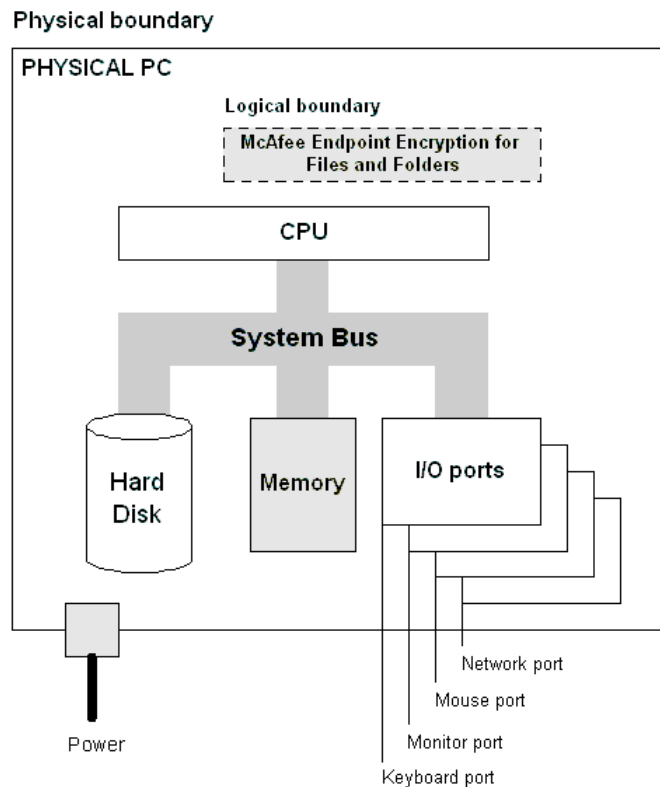 Physical boundary
PHYSICAL PC
Logical boundary
McAfee Endpoint Encryption for
Files and Folders
CPU
System Bus
Hard
Disk
Memory
I/O ports
Network port
Mouse port
Power
Monitor port
Keyboard port